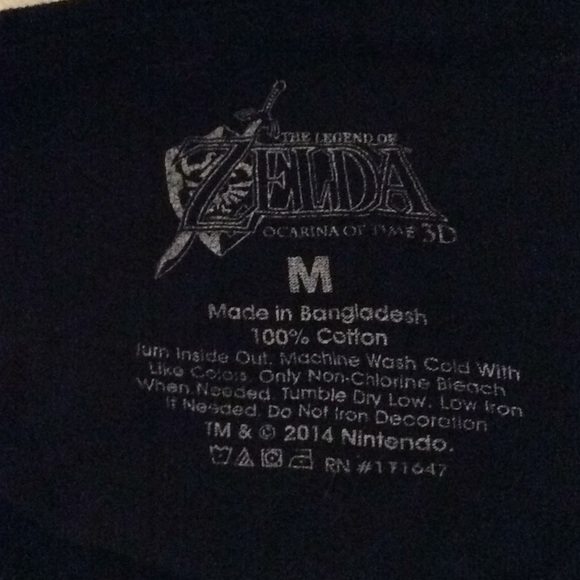 THE LEGEND OF
ZELDA
OCARINA OF TIME 3D
M
Made in Bangladesh
100% Cotton
Turn Inside Out. Machine Wash Cold With
Like Colors. Only Non-Chlorine Bleach
When Needed. Tumble Dry Low. Low Iron
If Needed. Do Not Iron Decoration
TM & © 2014 Nintendo.
RN #111647